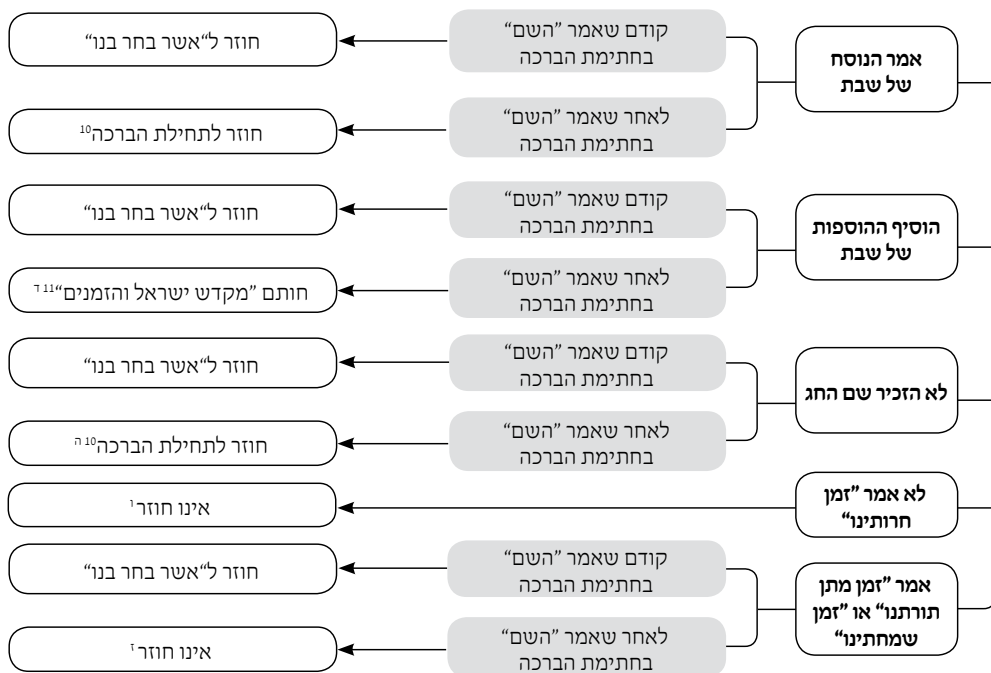 אמר הנוסח
של שבת
קודם שאמר "השם"
בחתימת הברכה
חוזר ל"אשר בחר בנו"
לאחר שאמר "השם"
בחתימת הברכה
חוזר לתחילת הברכה10
הוסיף ההוספות
של שבת
קודם שאמר "השם"
בחתימת הברכה
חוזר ל"אשר בחר בנו"
לאחר שאמר "השם"
בחתימת הברכה
חותם "מקדש ישראל והזמנים"11 ד
לא הזכיר שם החג
קודם שאמר "השם"
בחתימת הברכה
חוזר ל"אשר בחר בנו"
לאחר שאמר "השם"
בחתימת הברכה
חוזר לתחילת הברכה10 ה
לא אמר "זמן
חרותינו"
אינו חוזר ו
אמר "זמן מתן
תורתנו" או "זמן
שמחתינו"
קודם שאמר "השם"
בחתימת הברכה
חוזר ל"אשר בחר בנו"
לאחר שאמר "השם"
בחתימת הברכה
אינו חוזר ז